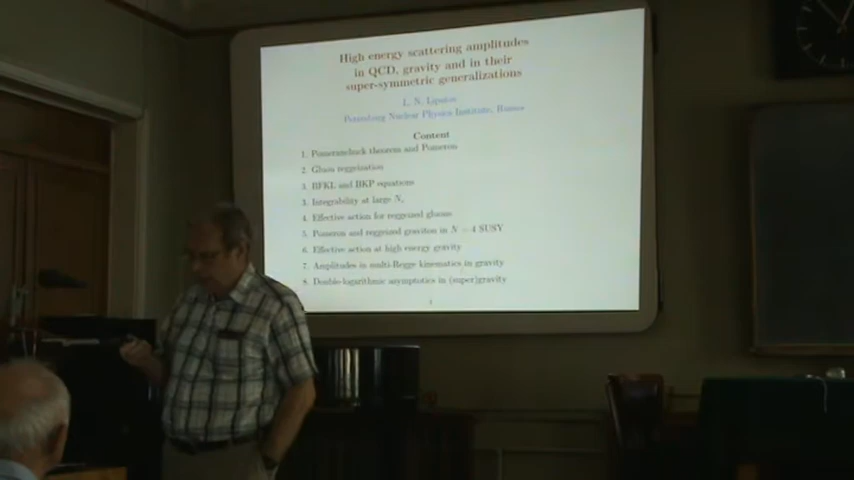 High energy scattering amplitudes
in QCD, gravity and in their
super-symmetric generalizations
L. N. Lipatov
Petersburg Nuclear Physics Institute, Russia
Content
1. Pomeranchuck theorem and Pomeron
2. Gluon reggeization
3. BFKL and BKP equations
3. Integrability at large Nc
4. Effective action for reggeized gluons
5. Pomeron and reggeized graviton in N = 4 SUSY
6. Effective action at high energy gravity
7. Amplitudes in multi-Regge kinematics in gravity
8. Double-logarithmic asymptotics in (super)gravity
1